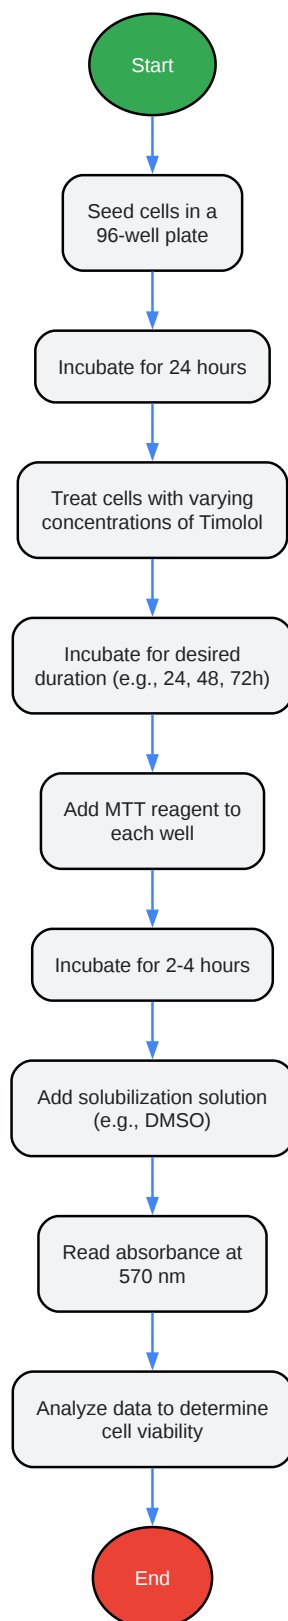 Start
Seed cells in a
96-well plate
Incubate for 24 hours
Treat cells with varying
concentrations of Timolol
Incubate for desired
duration (e.g., 24, 48, 72h)
Add MTT reagent to
each well
Incubate for 2-4 hours
Add solubilization solution
(e.g., DMSO)
Read absorbance at
570 nm
Analyze data to determine
cell viability
End